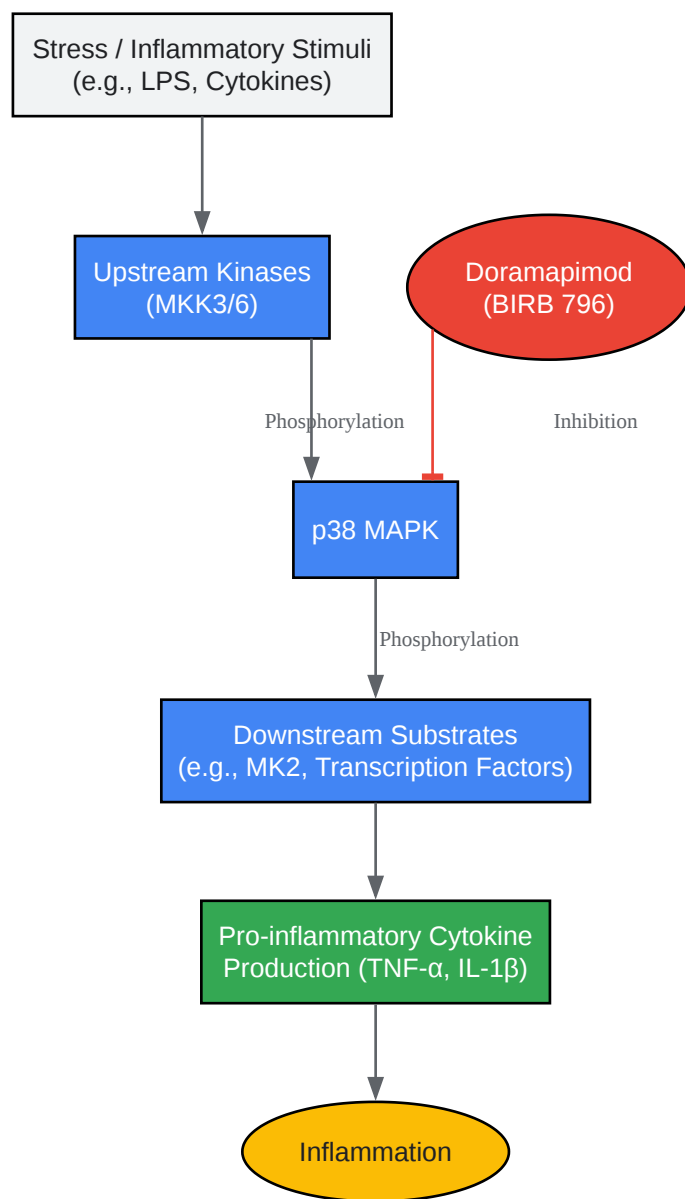 Stress / Inflammatory Stimuli
(e.g., LPS, Cytokines)
Upstream Kinases
(MKK3/6)
Doramapimod
(BIRB 796)
Phosphorylation
Inhibition
p38 MAPK
Phosphorylation
Downstream Substrates
(e.g., MK2, Transcription Factors)
Pro-inflammatory Cytokine
Production (TNF-α, IL-1β)
Inflammation